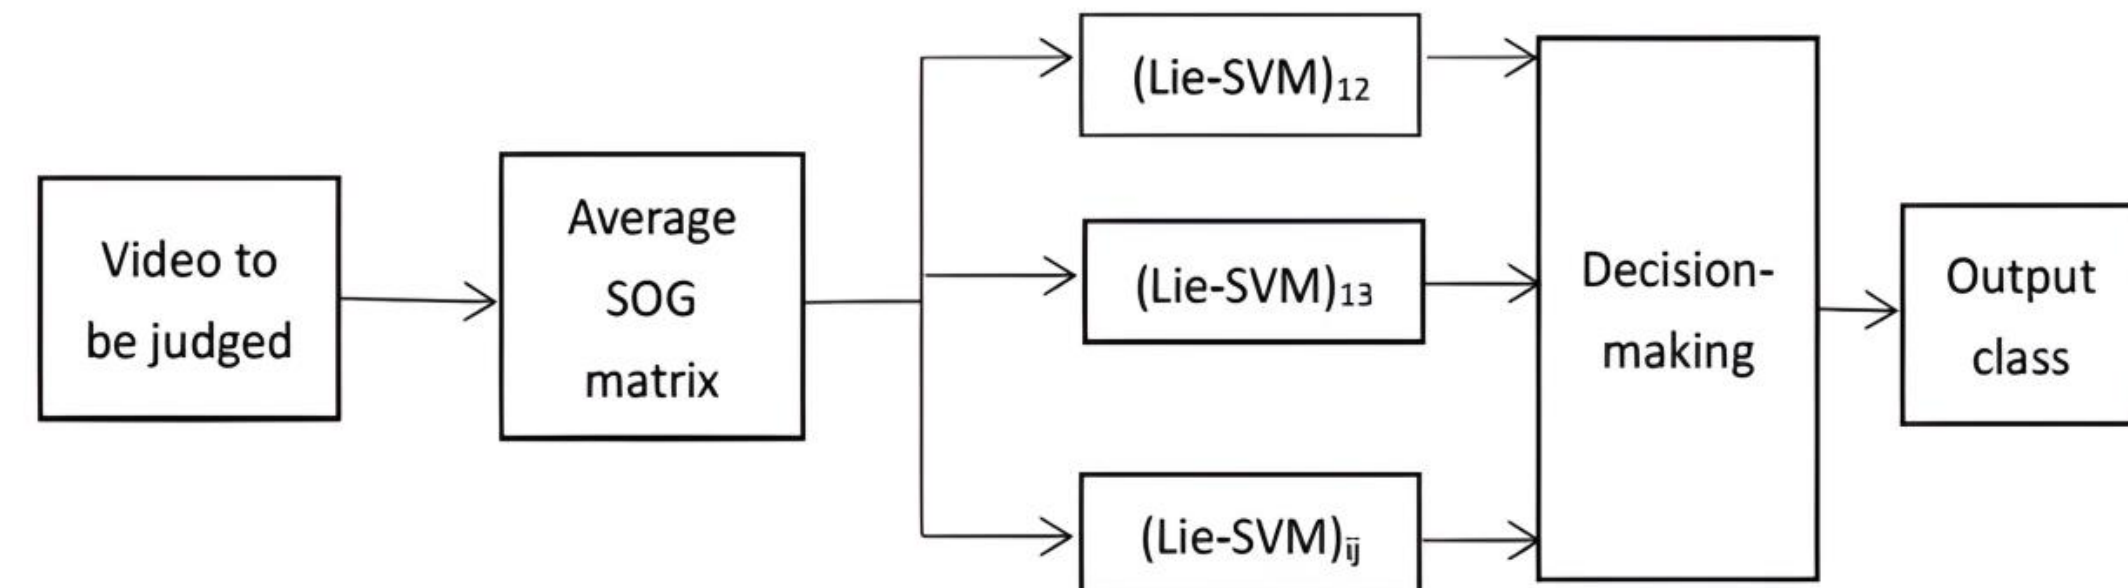 Video to
be judged
Average
SOG
matrix
(Lie-SVM)₁₂
(Lie-SVM)₁₃
(Lie-SVM)ij
Decision-
making
Output
class